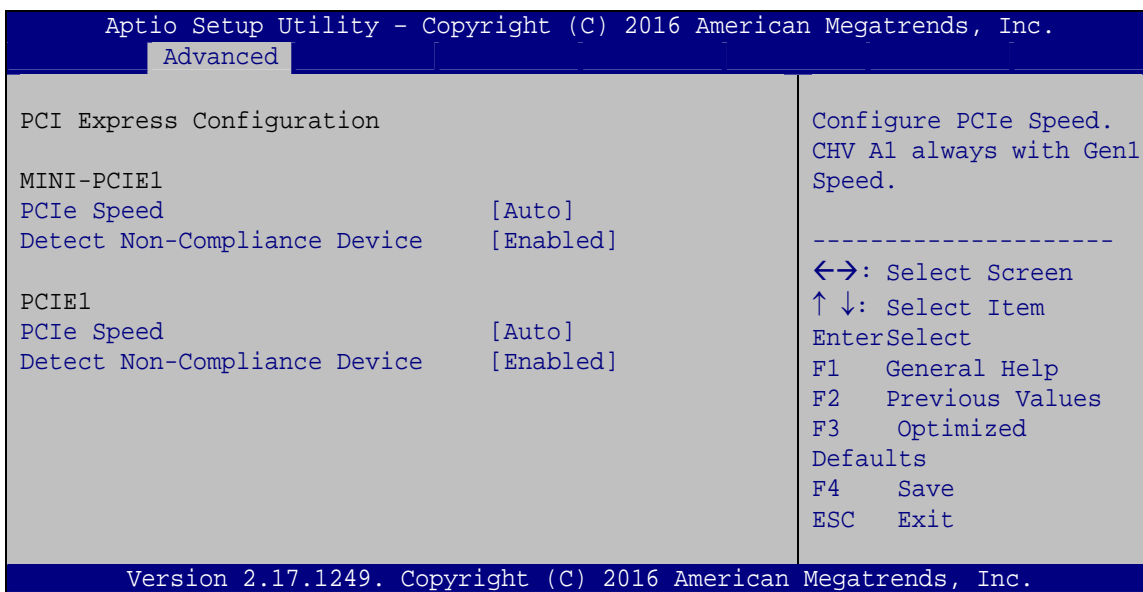 Aptio Setup Utility – Copyright (C) 2016 American Megatrends, Inc.
Advanced
PCI Express Configuration
MINI-PCIE1
PCIe Speed [Auto]
Detect Non-Compliance Device [Enabled]
PCIE1
PCIe Speed [Auto]
Detect Non-Compliance Device [Enabled]
Configure PCIe Speed.
CHV A1 always with Gen1
Speed.
---------------------
←→: Select Screen
↑ ↓: Select Item
EnterSelect
F1 General Help
F2 Previous Values
F3 Optimized
Defaults
F4 Save
ESC Exit
Version 2.17.1249. Copyright (C) 2016 American Megatrends, Inc.